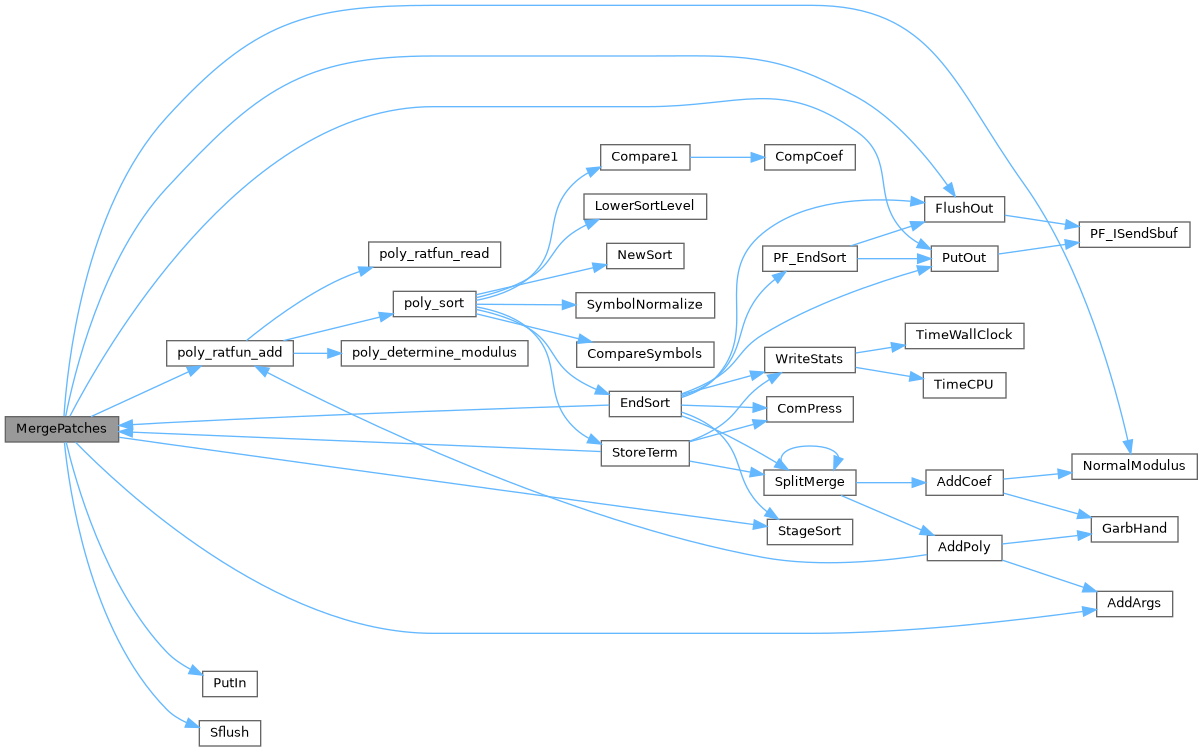 Compare1
CompCoef
LowerSortLevel
FlushOut
PF_ISendSbuf
poly_ratfun_read
NewSort
PF_EndSort
PutOut
poly_sort
SymbolNormalize
TimeWallClock
poly_ratfun_add
poly_determine_modulus
CompareSymbols
WriteStats
TimeCPU
EndSort
ComPress
MergePatches
StoreTerm
SplitMerge
AddCoef
NormalModulus
StageSort
AddPoly
GarbHand
AddArgs
PutIn
Sflush